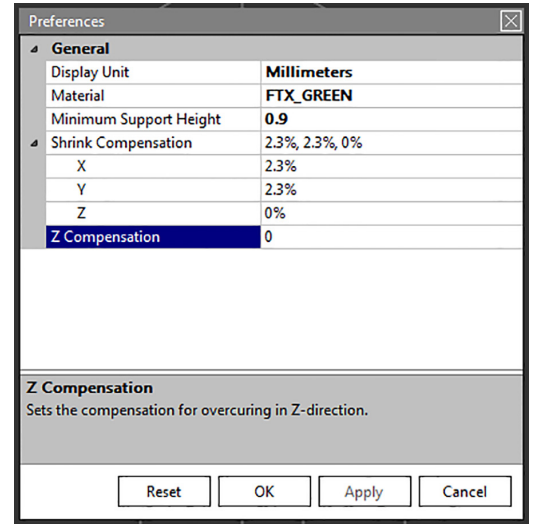 Preferences
General
Display Unit Millimeters
Material FTX_GREEN
Minimum Support Height 0.9
Shrink Compensation 2.3%, 2.3%, 0%
X 2.3%
Y 2.3%
Z 0%
Z Compensation 0
Z Compensation
Sets the compensation for overcuring in Z-direction.
Reset OK Apply Cancel